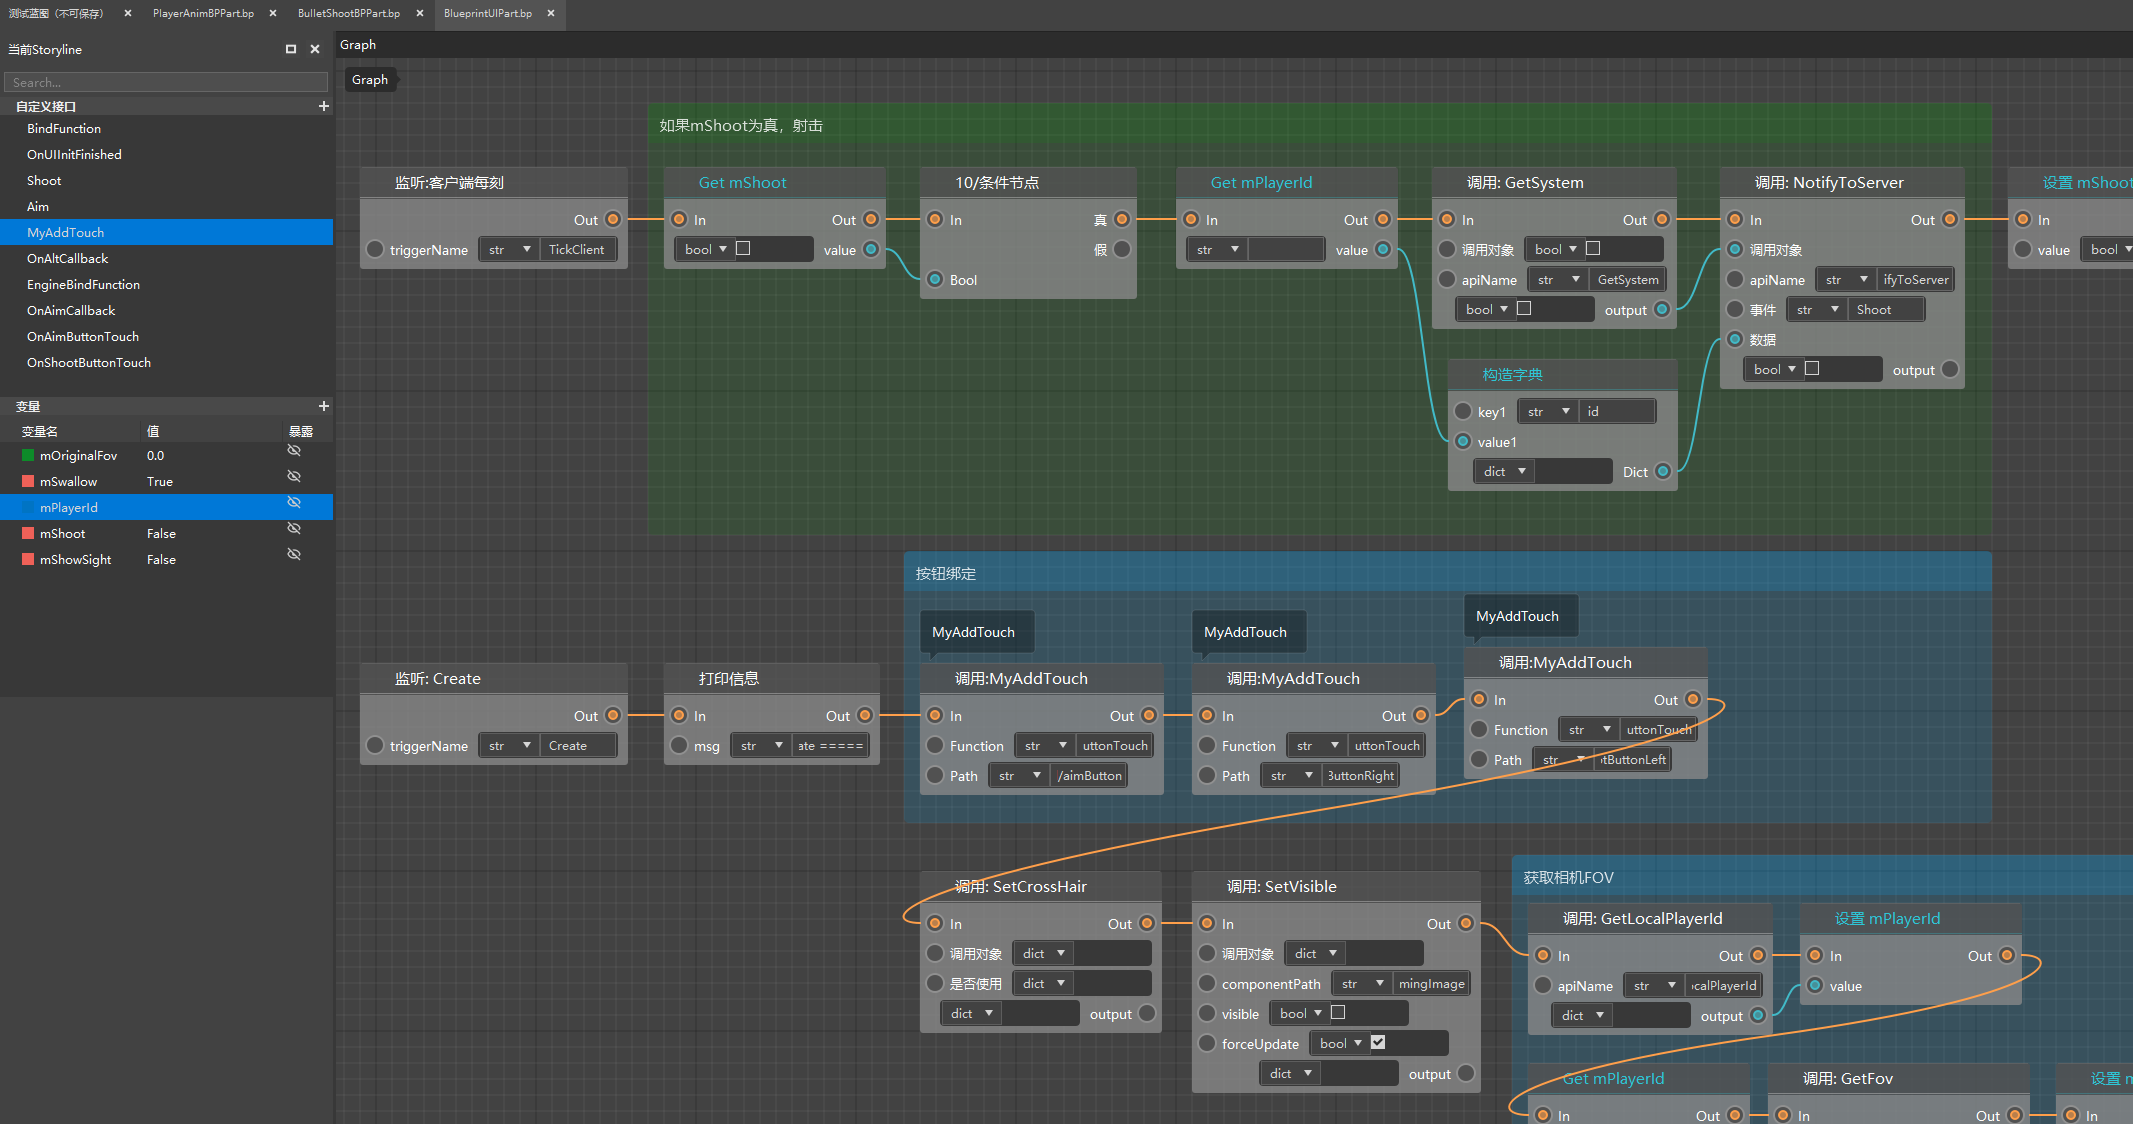 测试蓝图（不可保存）
PlayerAnimBPPart.bp
BulletShootBPPart.bp
BlueprintUIPart.bp
当前Storyline
Search...
自定义接口
BindFunction
OnUIInitFinished
Shoot
Aim
MyAddTouch
OnAltCallback
EngineBindFunction
OnAimCallback
OnAimButtonTouch
OnShootButtonTouch
变量
变量名 值 暴露
mOriginalFov 0.0
mSwallow True
mPlayerId
mShoot False
mShowSight False
Graph
Graph
如果mShoot为真，射击
监听:客户端每刻
Out
triggerName str TickClient
Get mShoot
In Out
bool value
10/条件节点
In 真
假
Bool
Get mPlayerId
In Out
str value
调用: GetSystem
In Out
调用对象 bool
apiName str GetSystem
bool output
构造字典
key1 str id
value1
dict Dict
调用: NotifyToServer
In Out
调用对象
apiName str ifyToServer
事件 str Shoot
数据
bool output
设置 mShoot
In
value bool
按钮绑定
监听: Create
Out
triggerName str Create
打印信息
In Out
msg str ate =====
MyAddTouch
调用:MyAddTouch
In Out
Function str uttonTouch
Path str /aimButton
MyAddTouch
调用:MyAddTouch
In Out
Function str uttonTouch
Path str ButtonRight
MyAddTouch
调用:MyAddTouch
In Out
Function str uttonTouch
Path str tButtonLeft
调用: SetCrossHair
In Out
调用对象 dict
是否使用 dict
dict output
调用: SetVisible
In Out
调用对象 dict
componentPath str mingImage
visible bool
forceUpdate bool
dict output
获取相机FOV
调用: GetLocalPlayerId
In Out
apiName str calPlayerId
dict output
设置 mPlayerId
In Out
value
Get mPlayerId
In Out
调用: GetFov
In Out
设置 m
In